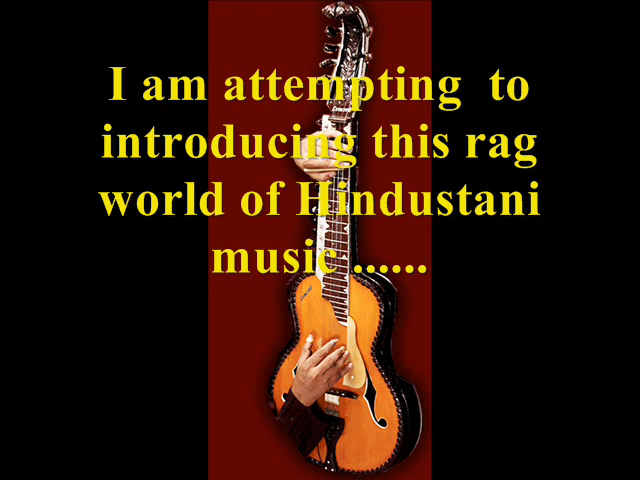 I am attempting  to
introducing this rag
world of Hindustani
music ......